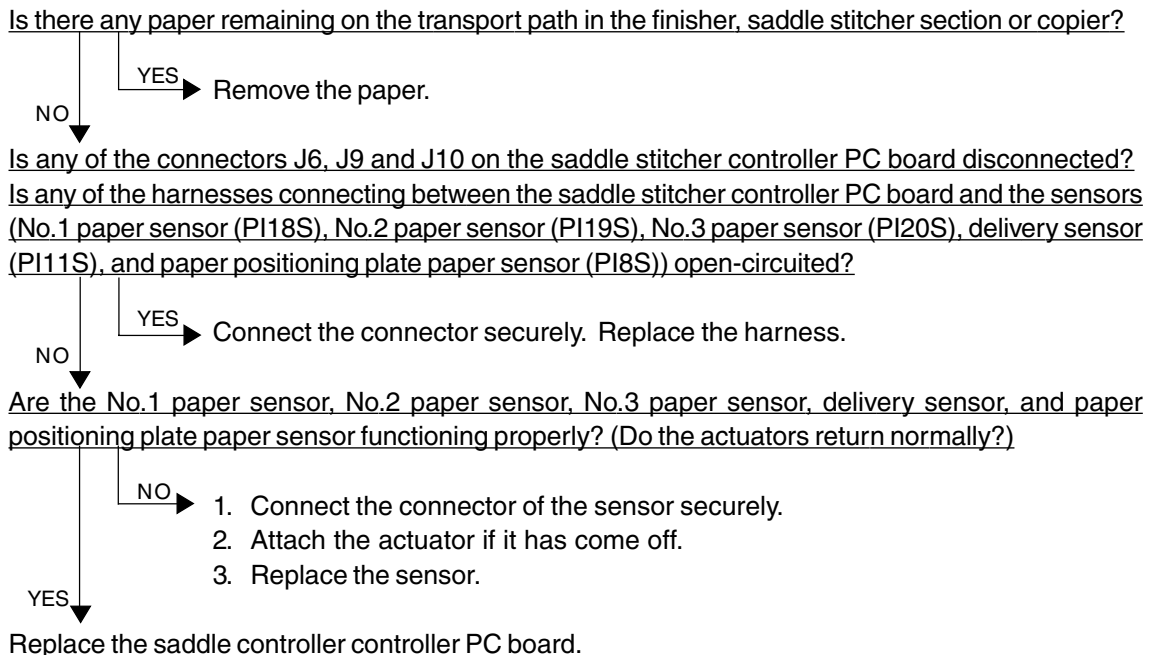 Is there any paper remaining on the transport path in the finisher, saddle stitcher section or copier?
YES
Remove the paper.
NO
Is any of the connectors J6, J9 and J10 on the saddle stitcher controller PC board disconnected?
Is any of the harnesses connecting between the saddle stitcher controller PC board and the sensors
(No.1 paper sensor (PI18S), No.2 paper sensor (PI19S), No.3 paper sensor (PI20S), delivery sensor
(PI11S), and paper positioning plate paper sensor (PI8S)) open-circuited?
YES
Connect the connector securely. Replace the harness.
NO
Are the No.1 paper sensor, No.2 paper sensor, No.3 paper sensor, delivery sensor, and paper
positioning plate paper sensor functioning properly? (Do the actuators return normally?)
NO
1. Connect the connector of the sensor securely.
2. Attach the actuator if it has come off.
3. Replace the sensor.
YES
Replace the saddle controller controller PC board.